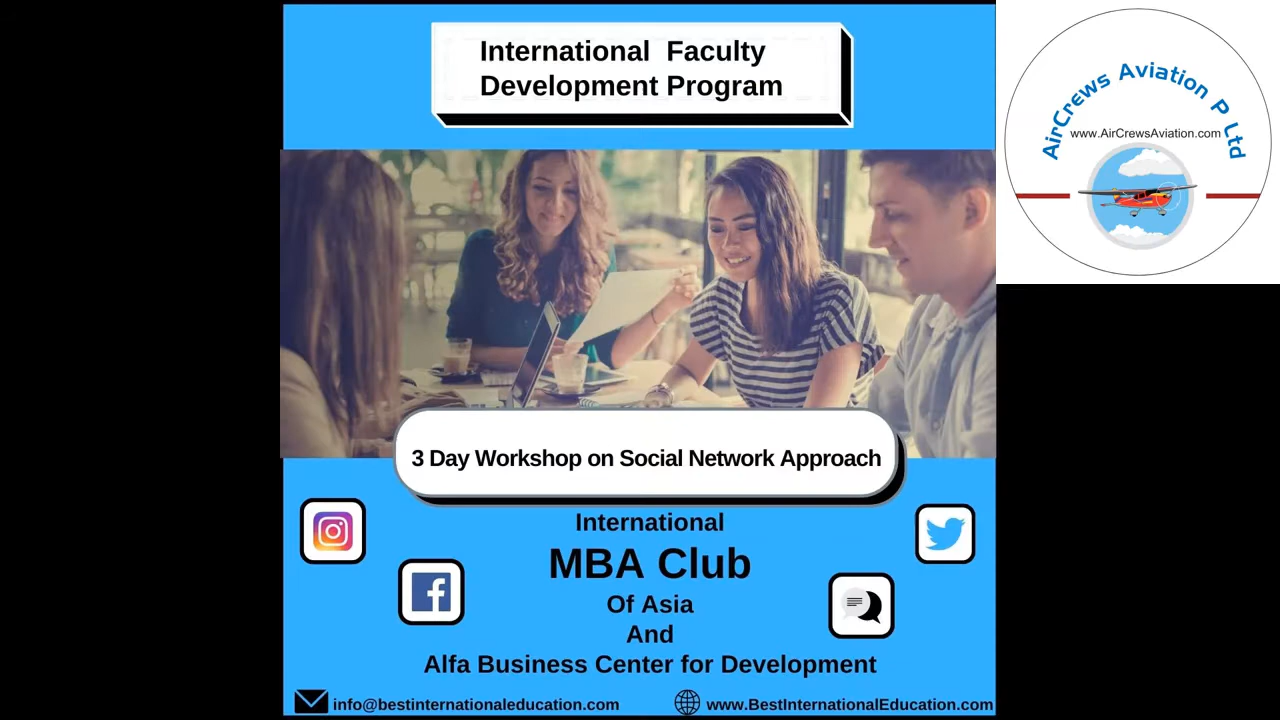 International Faculty
Development Program
AirCrews Aviation P Ltd
www.AirCrewsAviation.com
3 Day Workshop on Social Network Approach
International
MBA Club
Of Asia
And
Alfa Business Center for Development
info@bestinternationaleducation.com
www.BestInternationalEducation.com